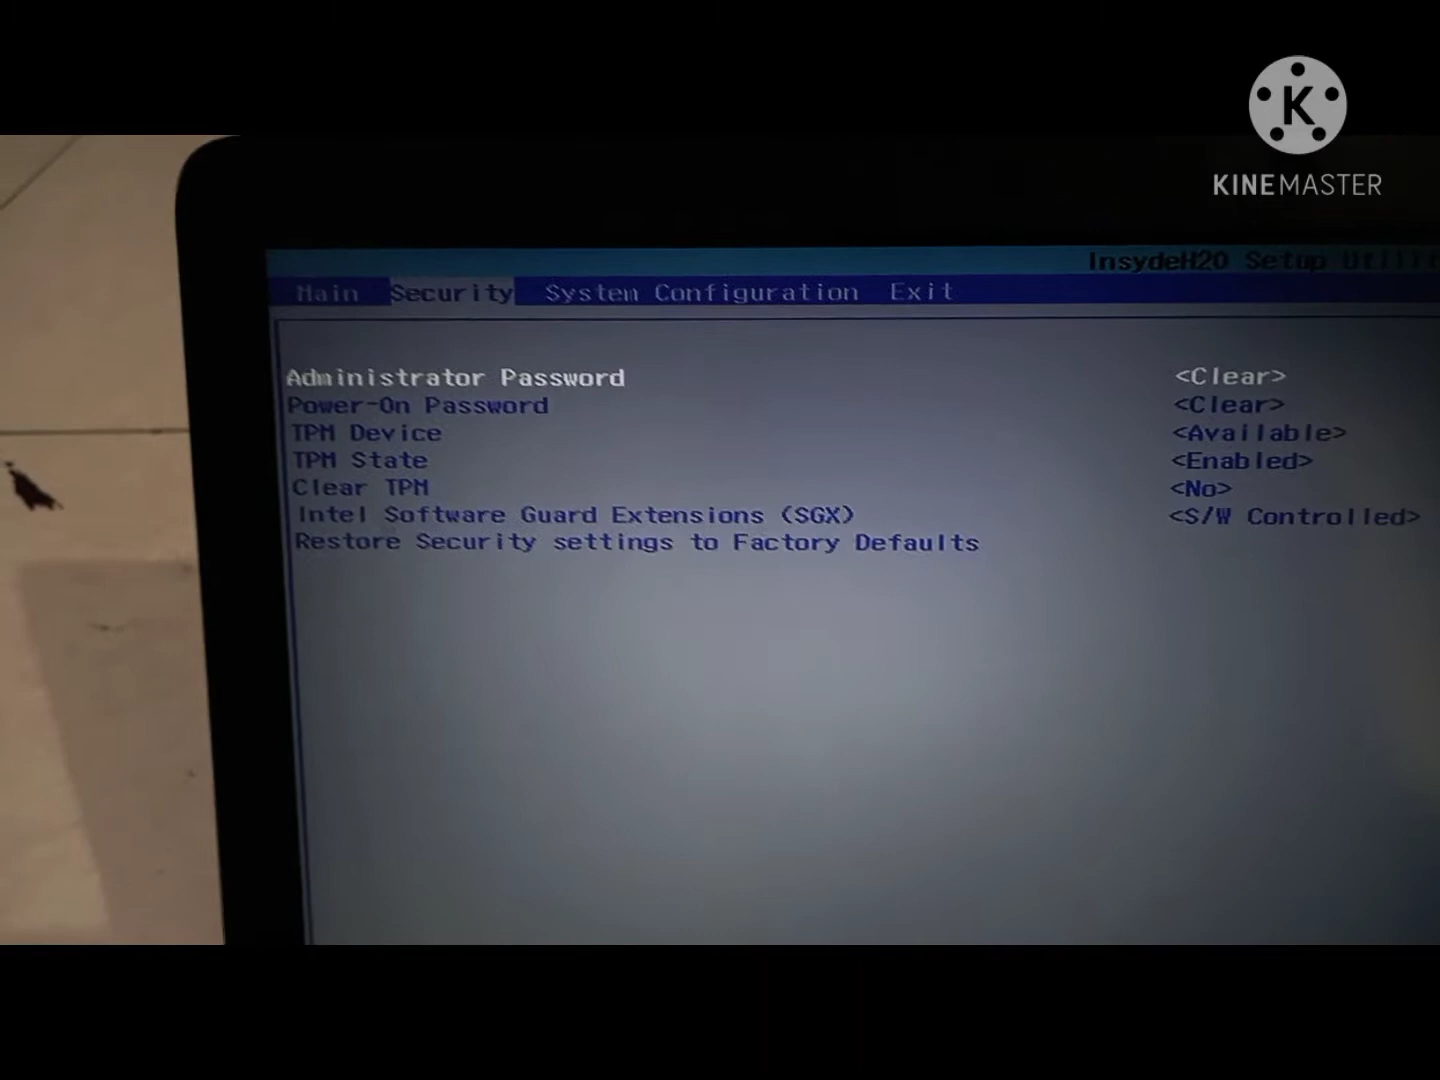 K
KINEMASTER
InsydeH20 Setup
Main Security System Configuration Exit
Administrator Password <Clear>
Power-On Password <Clear>
TPM Device <Available>
TPM State <Enabled>
Clear TPM <No>
Intel Software Guard Extensions (SGX) <S/W Controlled>
Restore Security settings to Factory Defaults